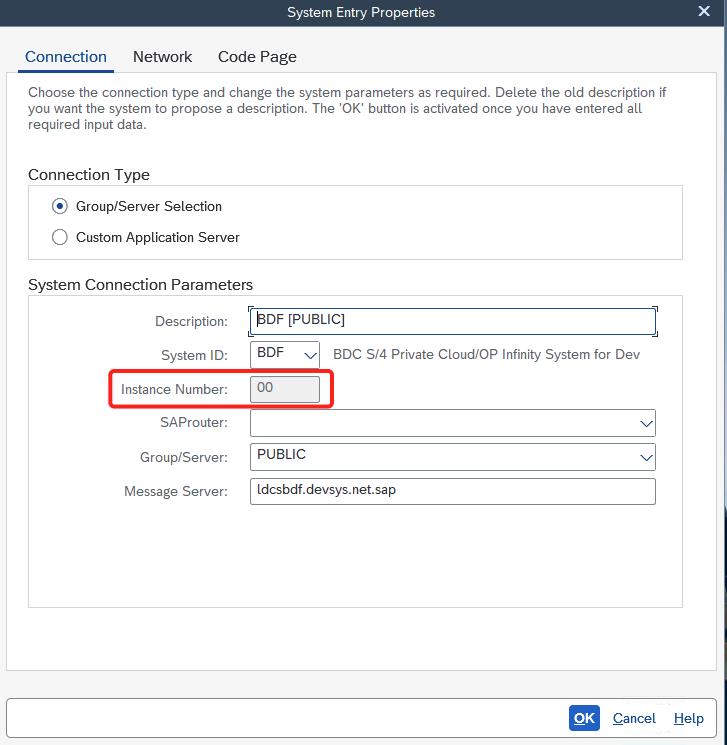 System Entry Properties
Connection Network Code Page
Choose the connection type and change the system parameters as required. Delete the old description if
you want the system to propose a description. The 'OK' button is activated once you have entered all
required input data.
Connection Type
Group/Server Selection
Custom Application Server
System Connection Parameters
Description: BDF [PUBLIC]
System ID: BDF BDC S/4 Private Cloud/OP Infinity System for Dev
Instance Number: 00
SAProuter:
Group/Server: PUBLIC
Message Server: ldcsbdf.devsys.net.sap
OK Cancel Help